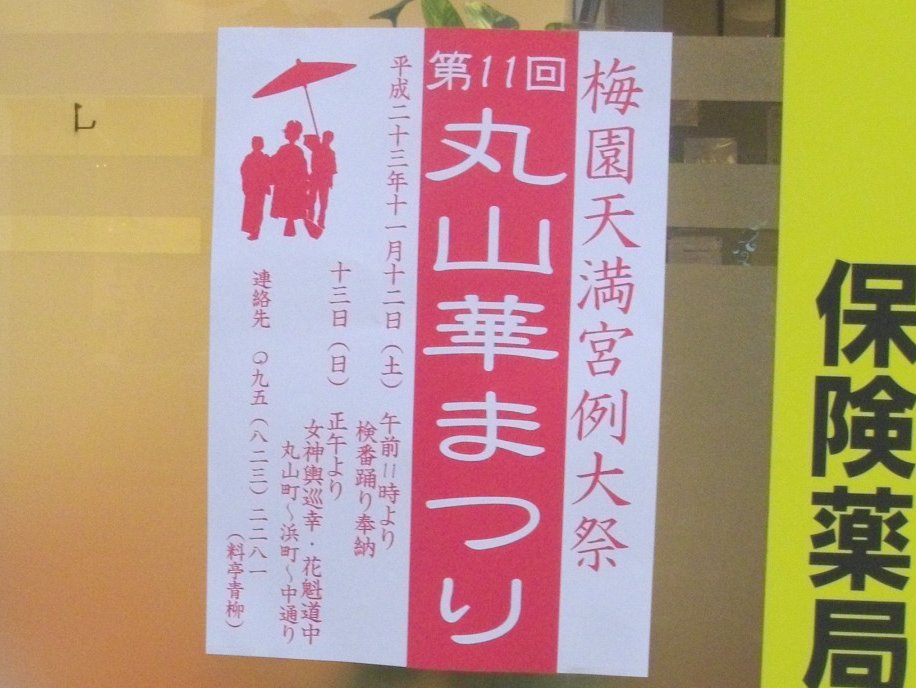 梅園天満宮例大祭
第11回
丸山華まつり
平成二十三年十一月十二日(土)
午前11時より
検番踊り奉納
十三日(日)
正午より
女神輿巡幸・花魁道中
丸山町~浜町~中通り
連絡先 〇九五(八二三)二二八一
(料亭青柳)
保険薬局